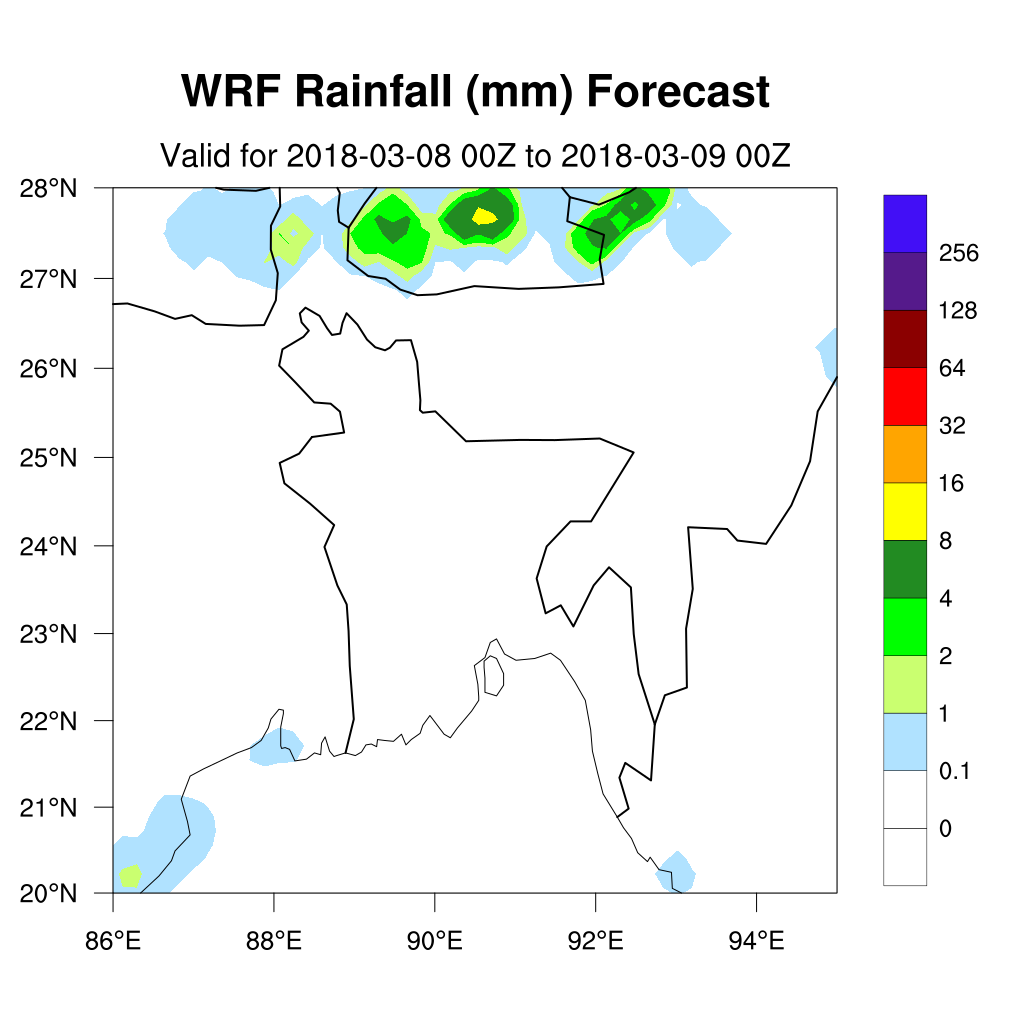 WRF Rainfall (mm) Forecast
Valid for 2018-03-08 00Z to 2018-03-09 00Z
28°N
27°N
26°N
25°N
24°N
23°N
22°N
21°N
20°N
86°E 88°E 90°E 92°E 94°E
256
128
64
32
16
8
4
2
1
0.1
0